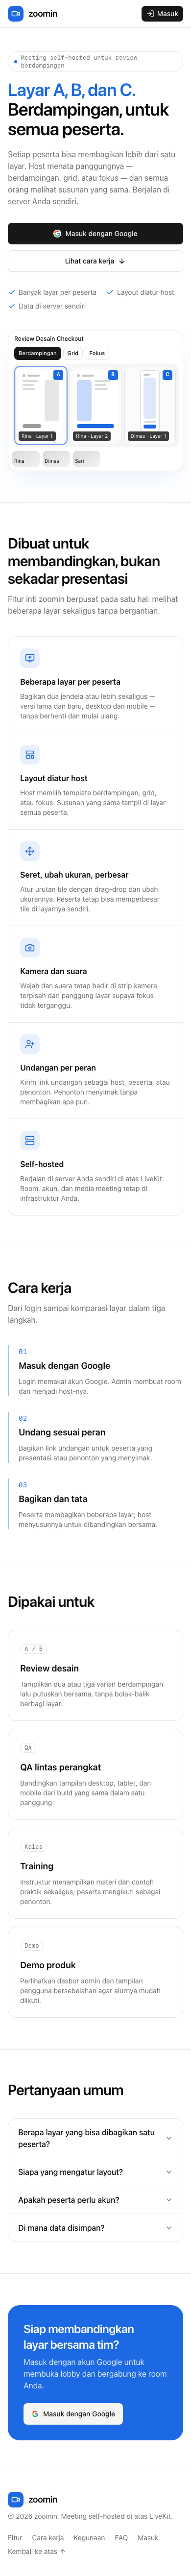 zoomin
Masuk
Meeting self-hosted untuk review
berdampingan
Layar A, B, dan C.
Berdampingan, untuk
semua peserta.
Setiap peserta bisa membagikan lebih dari satu
layar. Host menata panggungnya —
berdampingan, grid, atau fokus — dan semua
orang melihat susunan yang sama. Berjalan di
server Anda sendiri.
Masuk dengan Google
Lihat cara kerja
Banyak layar per peserta
Layout diatur host
Data di server sendiri
Review Desain Checkout
Berdampingan
Grid
Fokus
A
B
C
Rina · Layar 1
Rina · Layar 2
Dimas · Layar 1
Rina
Dimas
Sari
Dibuat untuk
membandingkan, bukan
sekadar presentasi
Fitur inti zoomin berpusat pada satu hal: melihat
beberapa layar sekaligus tanpa bergantian.
Beberapa layar per peserta
Bagikan dua jendela atau lebih sekaligus —
versi lama dan baru, desktop dan mobile —
tanpa berhenti dan mulai ulang.
Layout diatur host
Host memilih template berdampingan, grid,
atau fokus. Susunan yang sama tampil di layar
semua peserta.
Seret, ubah ukuran, perbesar
Atur urutan tile dengan drag-drop dan ubah
ukurannya. Peserta tetap bisa memperbesar
tile di layarnya sendiri.
Kamera dan suara
Wajah dan suara tetap hadir di strip kamera,
terpisah dari panggung layar supaya fokus
tidak terganggu.
Undangan per peran
Kirim link undangan sebagai host, peserta, atau
penonton. Penonton menyimak tanpa
membagikan apa pun.
Self-hosted
Berjalan di server Anda sendiri di atas LiveKit.
Room, akun, dan media meeting tetap di
infrastruktur Anda.
Cara kerja
Dari login sampai komparasi layar dalam tiga
langkah.
01
Masuk dengan Google
Login memakai akun Google. Admin membuat room
dan menjadi host-nya.
02
Undang sesuai peran
Bagikan link undangan untuk peserta yang
presentasi atau penonton yang menyimak.
03
Bagikan dan tata
Peserta membagikan beberapa layar; host
menyusunnya untuk dibandingkan bersama.
Dipakai untuk
A / B
Review desain
Tampilkan dua atau tiga varian berdampingan
lalu putuskan bersama, tanpa bolak-balik
berbagi layar.
QA
QA lintas perangkat
Bandingkan tampilan desktop, tablet, dan
mobile dari build yang sama dalam satu
panggung.
Kelas
Training
Instruktur menampilkan materi dan contoh
praktik sekaligus; peserta mengikuti sebagai
penonton.
Demo
Demo produk
Perlihatkan dasbor admin dan tampilan
pengguna bersebelahan agar alurnya mudah
diikuti.
Pertanyaan umum
Berapa layar yang bisa dibagikan satu
peserta?
Siapa yang mengatur layout?
Apakah peserta perlu akun?
Di mana data disimpan?
Siap membandingkan
layar bersama tim?
Masuk dengan akun Google untuk
membuka lobby dan bergabung ke room
Anda.
Masuk dengan Google
zoomin
© 2026 zoomin. Meeting self-hosted di atas LiveKit.
Fitur
Cara kerja
Kegunaan
FAQ
Masuk
Kembali ke atas